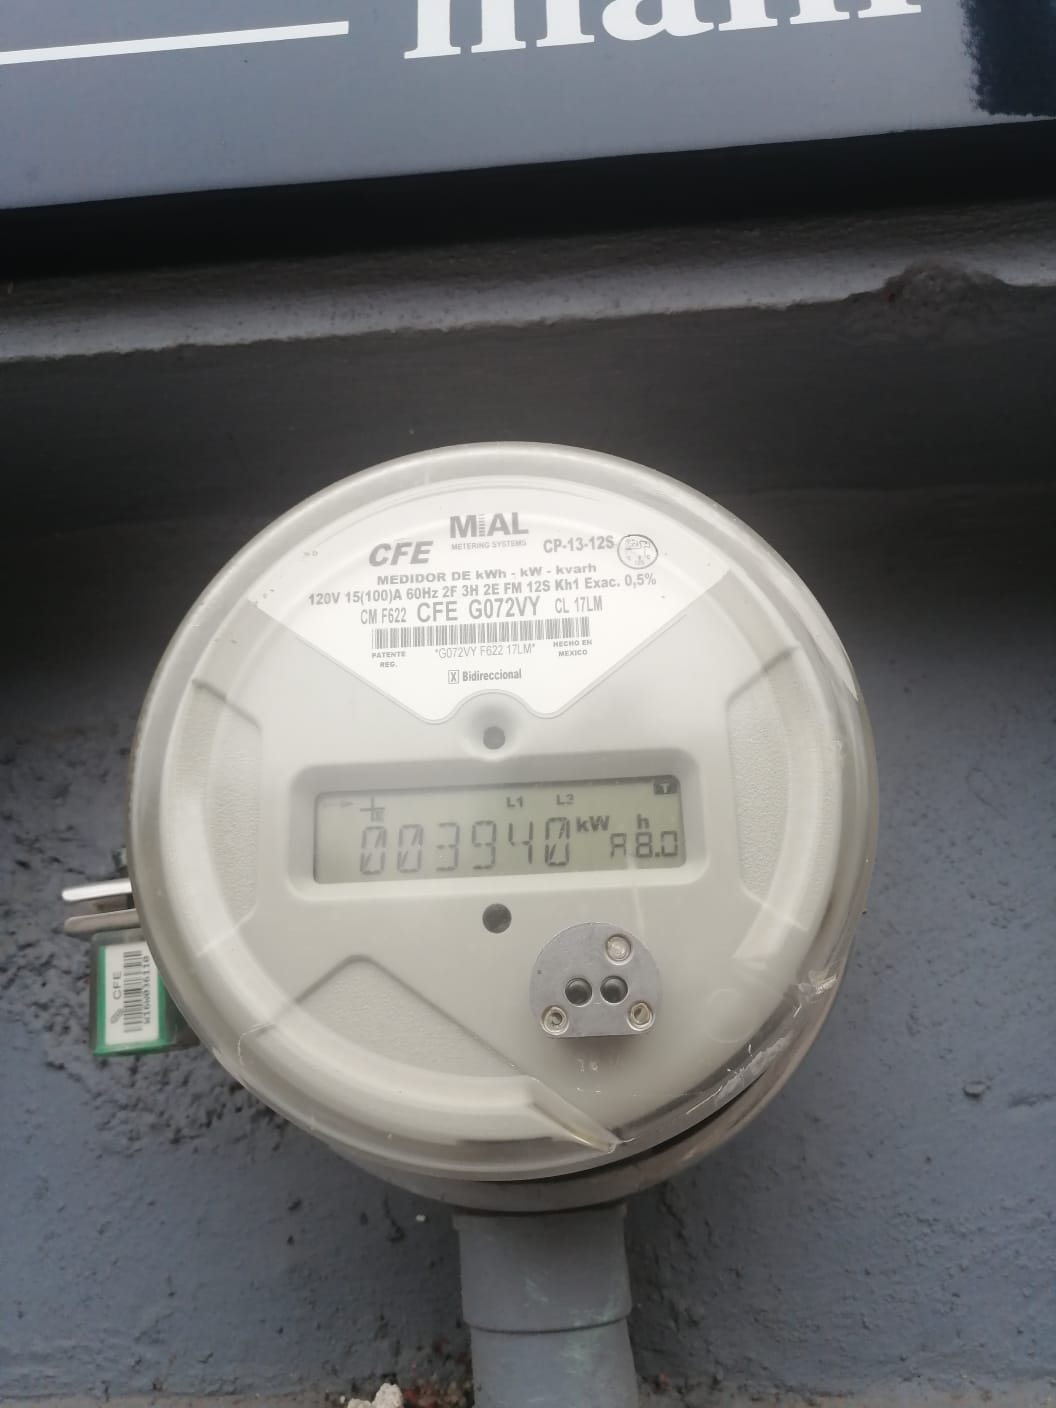 MIAL
METERING SYSTEMS
CFE
CP-13-12S
MEDIDOR DE kWh - kW - kvarh
120V 15(100)A 60Hz 2F 3H 2E FM 12S Kh1 Exac. 0,5%
CM F622 CFE G072VY CL 17LM
PATENTE REG. *G072VY F622 17LM* HECHO EN MEXICO
X Bidireccional
L1 L3 T
003940 kW h A8.0
CFE